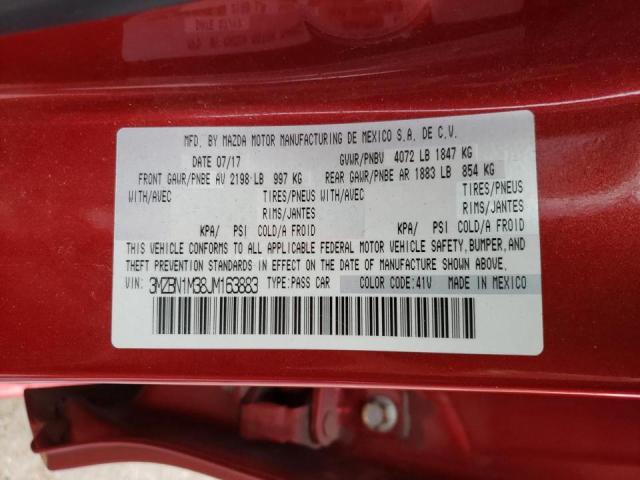 MFD. BY MAZDA MOTOR MANUFACTURING DE MEXICO S.A. DE C.V.
DATE 07/17 GVWR/PNBV 4072 LB 1847 KG
FRONT GAWR/PNBE AV 2198 LB 997 KG REAR GAWR/PNBE AR 1883 LB 854 KG
WITH/AVEC TIRES/PNEUS WITH/AVEC TIRES/PNEUS
RIMS/JANTES RIMS/JANTES
KPA/ PSI COLD/A FROID KPA/ PSI COLD/A FROID
THIS VEHICLE CONFORMS TO ALL APPLICABLE FEDERAL MOTOR VEHICLE SAFETY, BUMPER, AND
THEFT PREVENTION STANDARDS IN EFFECT ON THE DATE OF MANUFACTURE SHOWN ABOVE.
VIN: 3MZBN1M38JM163883 TYPE:PASS CAR COLOR CODE:41V MADE IN MEXICO